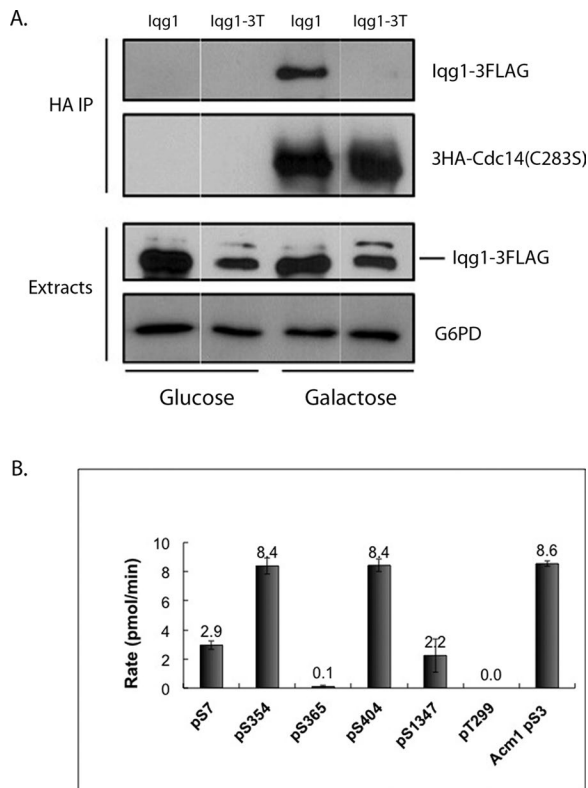 A.
Iqg1 Iqg1-3T Iqg1 Iqg1-3T
HA IP
Iqg1-3FLAG
3HA-Cdc14(C283S)
Extracts
Iqg1-3FLAG
G6PD
Glucose Galactose
B.
Rate (pmol/min)
10
8
6
4
2
0
2.9
8.4
0.1
8.4
2.2
0.0
8.6
pS7
pS354
pS365
pS404
pS1347
pT299
Acm1 pS3